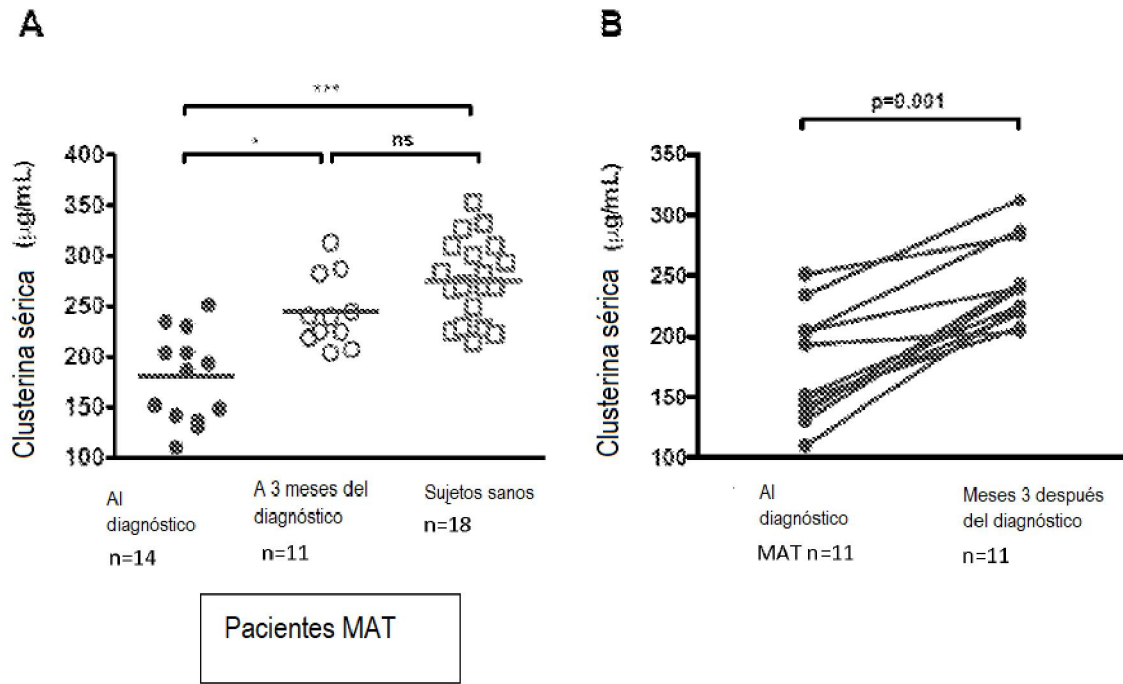 A
B
***
p=0.001
*
ns
Clusterina sérica (µg/mL)
400
350
300
250
200
150
100
Clusterina sérica (µg/mL)
350
300
250
200
150
100
Al
diagnóstico
n=14
A 3 meses del
diagnóstico
n=11
Sujetos sanos
n=18
Al
diagnóstico
MAT n=11
Meses 3 después
del diagnóstico
n=11
Pacientes MAT